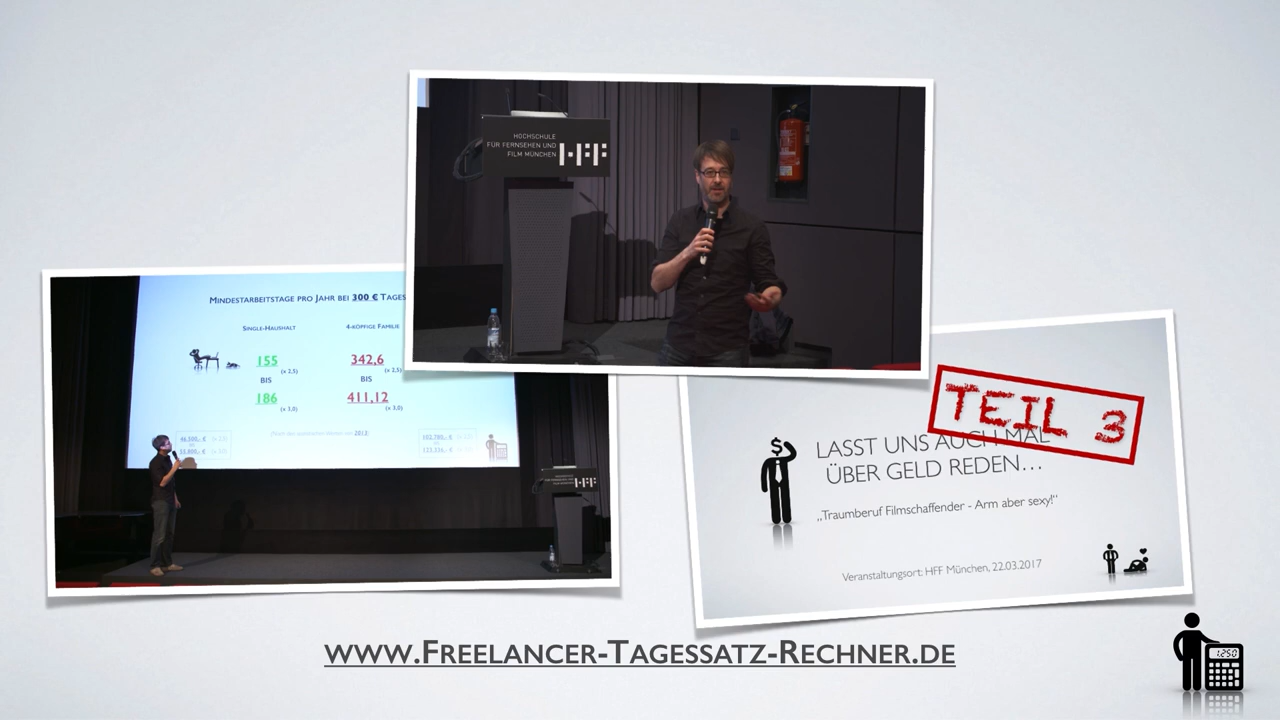 HOCHSCHULE
FÜR FERNSEHEN UND
FILM MÜNCHEN
HFF
MINDESTARBEITSTAGE PRO JAHR BEI 300 € TAGES
SINGLE-HAUSHALT
4-KÖPFIGE FAMILIE
155 (x 2,5)
BIS
186 (x 3,0)
342,6 (x 2,5)
BIS
411,12 (x 3,0)
TEIL 3
LASST UNS AUCH MAL
ÜBER GELD REDEN…
„Traumberuf Filmschaffender - Arm aber sexy!“
Veranstaltungsort: HFF München, 22.03.2017
WWW.FREELANCER-TAGESSATZ-RECHNER.DE
1.250